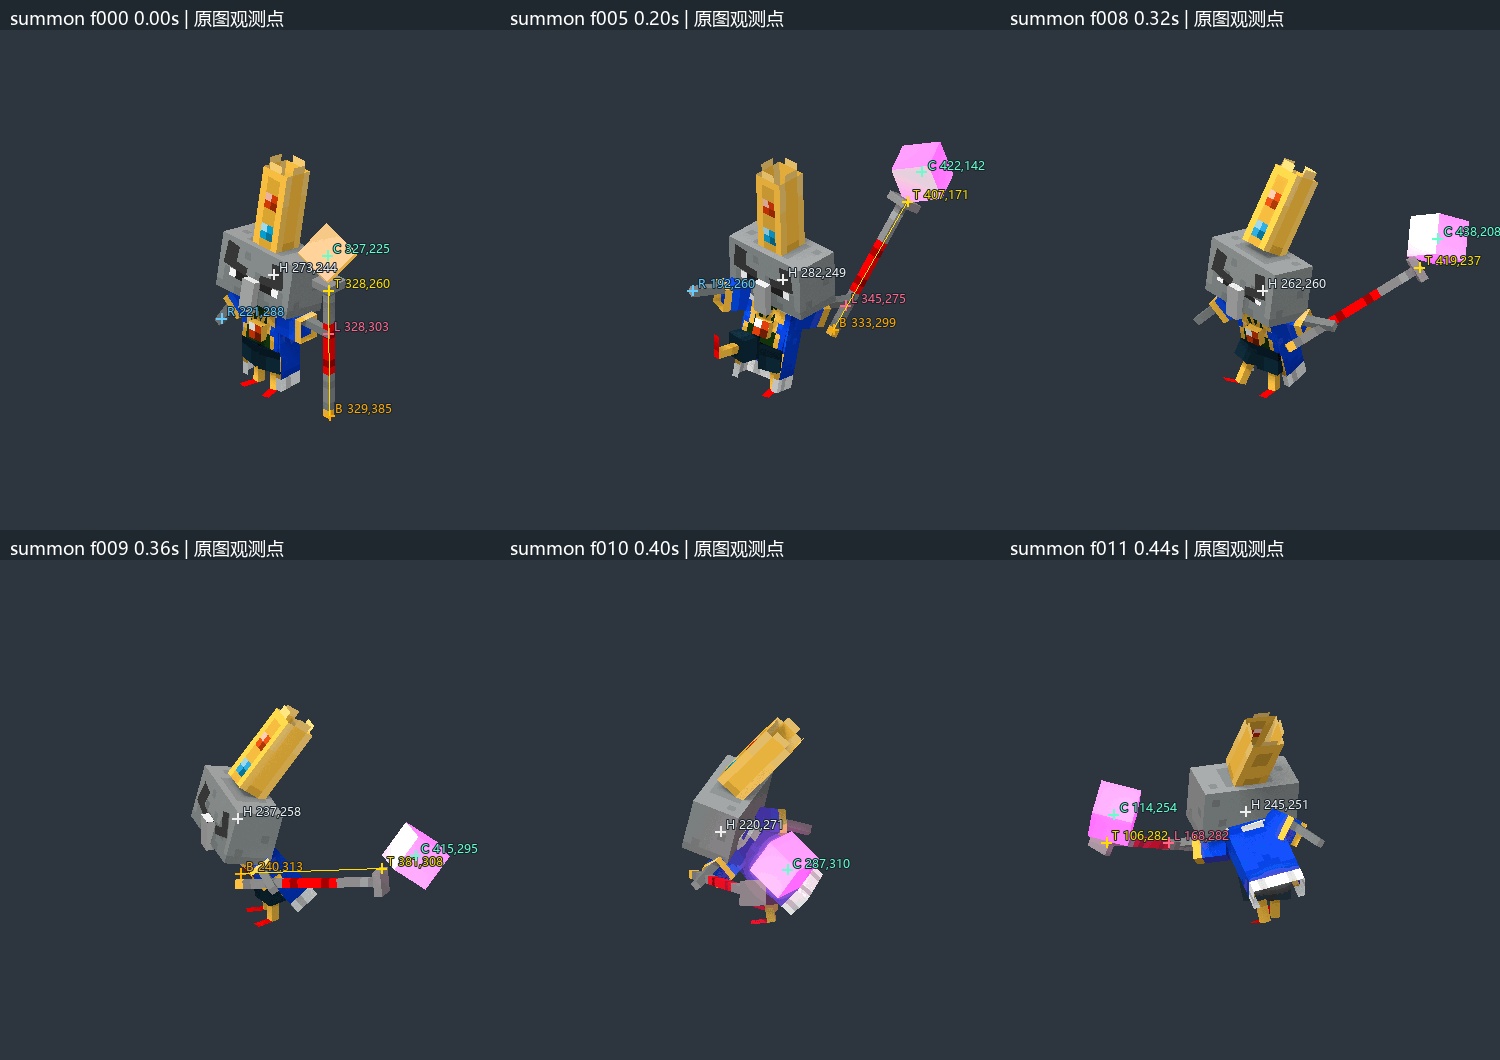 summon f000 0.00s | 原图观测点
summon f005 0.20s | 原图观测点
summon f008 0.32s | 原图观测点
C 327,225
H 273,244
T 328,260
R 221,288
L 328,303
B 329,385
C 422,142
T 407,171
H 282,249
R 192,260
L 345,275
B 333,299
C 438,208
T 419,237
H 262,260
summon f009 0.36s | 原图观测点
summon f010 0.40s | 原图观测点
summon f011 0.44s | 原图观测点
H 237,258
C 415,295
T 381,308
B 240,313
H 220,271
C 287,310
C 114,254
H 245,251
T 106,282
L 168,282